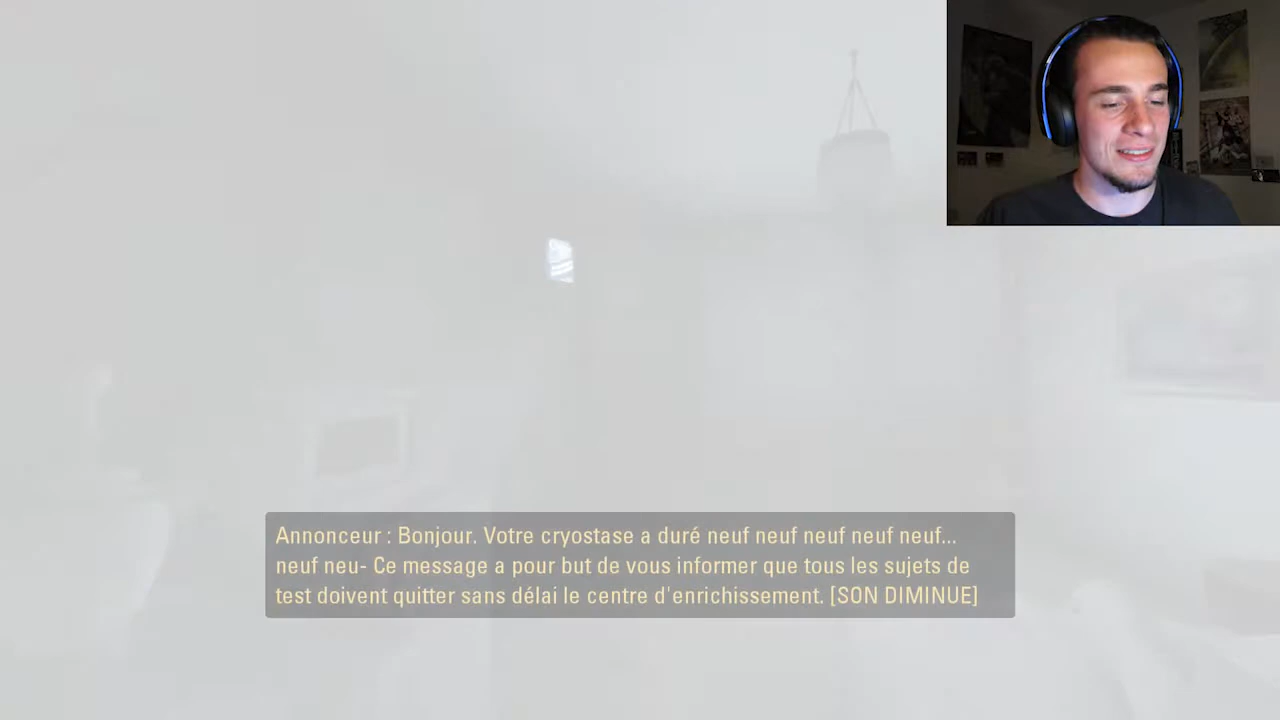 Annonceur : Bonjour. Votre cryostase a duré neuf neuf neuf neuf neuf...
neuf neu- Ce message a pour but de vous informer que tous les sujets de
test doivent quitter sans délai le centre d'enrichissement. [SON DIMINUE]